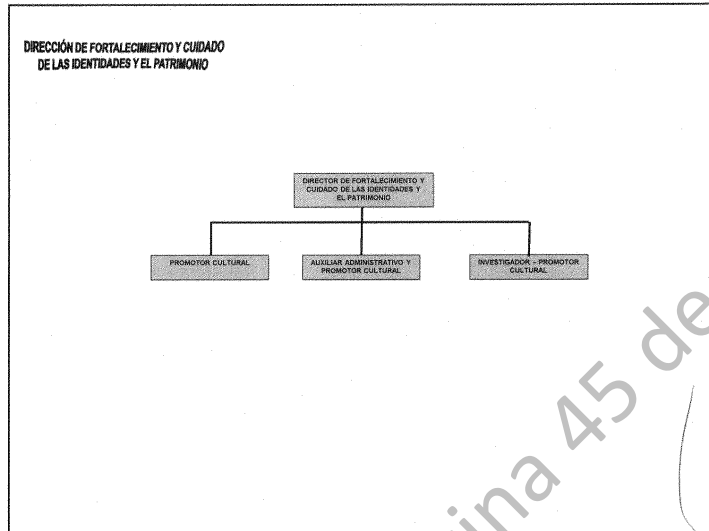 DIRECCIÓN DE FORTALECIMIENTO Y CUIDADO
DE LAS IDENTIDADES Y EL PATRIMONIO
DIRECTOR DE FORTALECIMIENTO Y
CUIDADO DE LAS IDENTIDADES Y
EL PATRIMONIO
PROMOTOR CULTURAL
AUXILIAR ADMINISTRATIVO Y
PROMOTOR CULTURAL
INVESTIGADOR - PROMOTOR
CULTURAL
ina 45 de